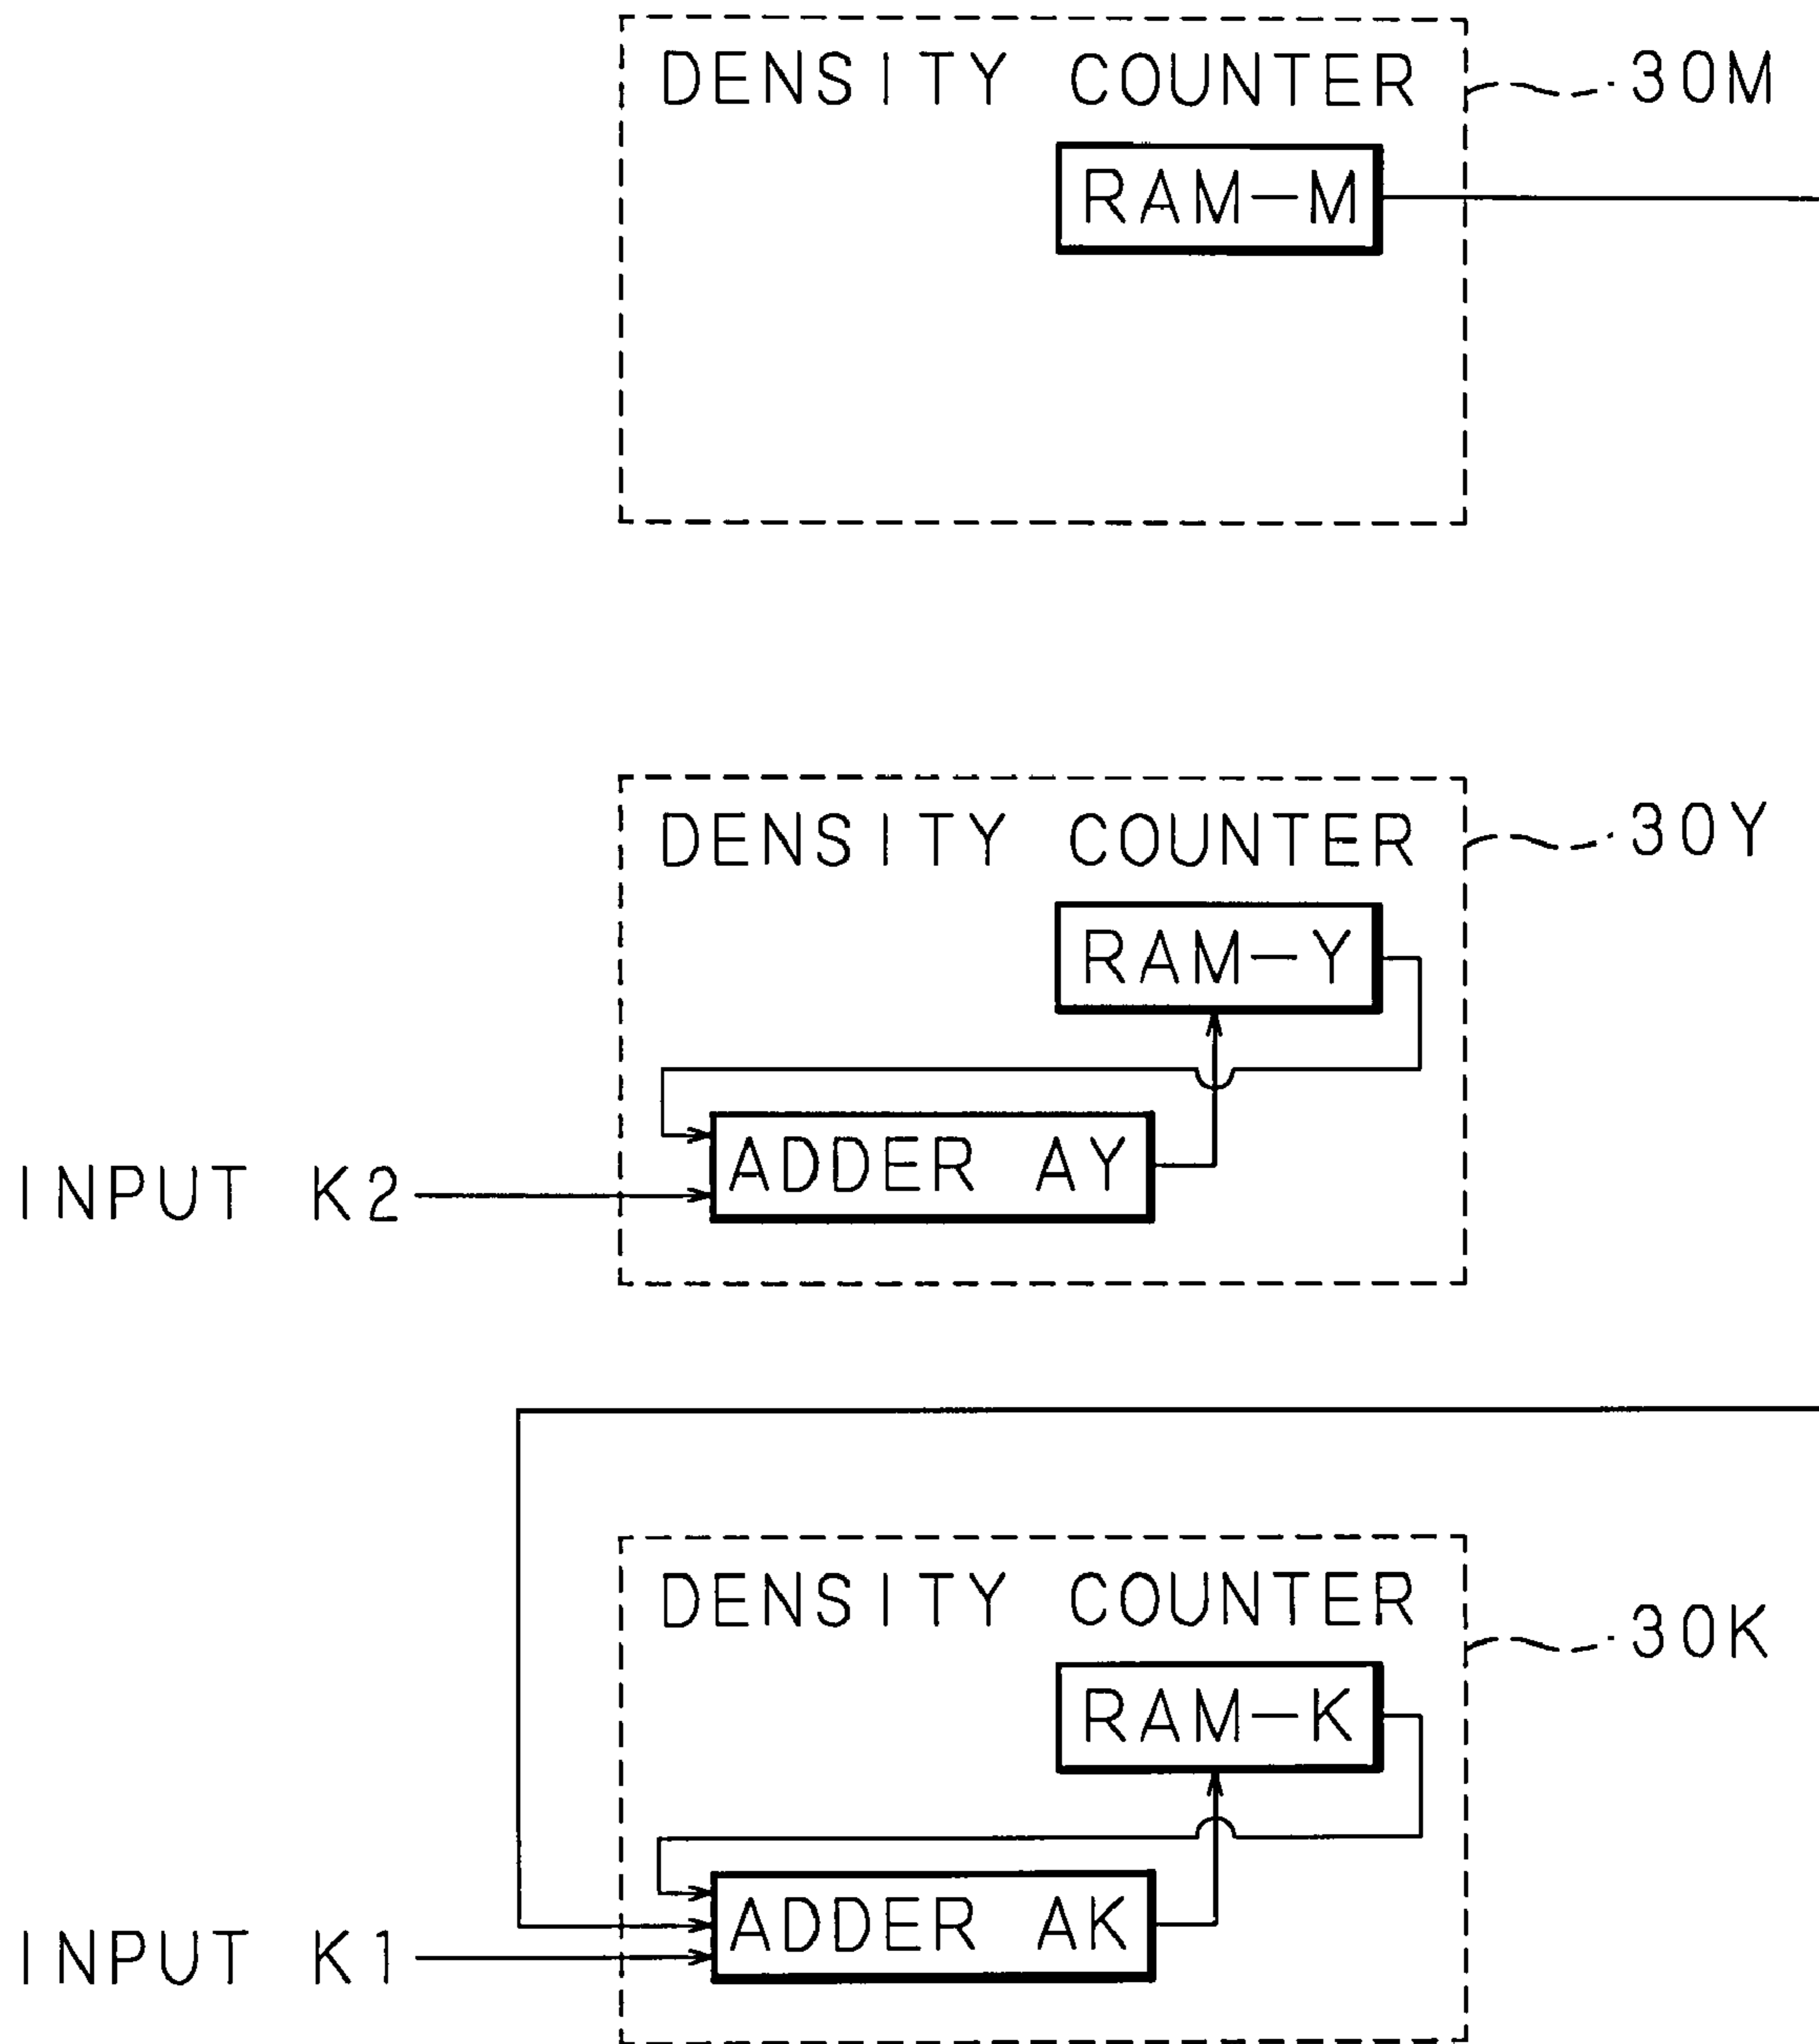 DENSITY COUNTER
30M
RAM-M
DENSITY COUNTER
30Y
RAM-Y
ADDER AY
INPUT K2
DENSITY COUNTER
30K
RAM-K
ADDER AK
INPUT K1